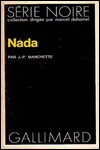 SÉRIE NOIRE
collection dirigée par marcel duhamel
Nada
PAR J.-P. MANCHETTE
GALLIMARD